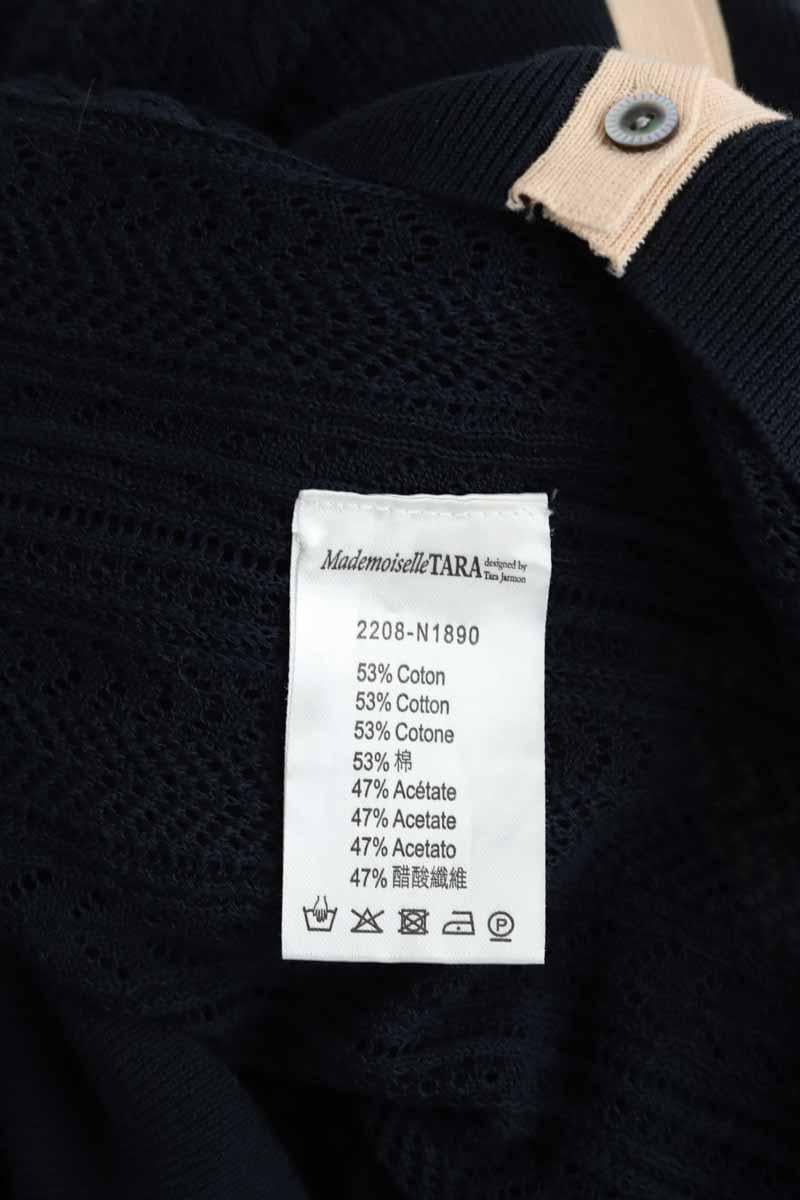 MademoiselleTARA designed by
Tara Jarmon
2208-N1890
53% Coton
53% Cotton
53% Cotone
53% 棉
47% Acétate
47% Acetate
47% Acetato
47% 醋酸纖維
P